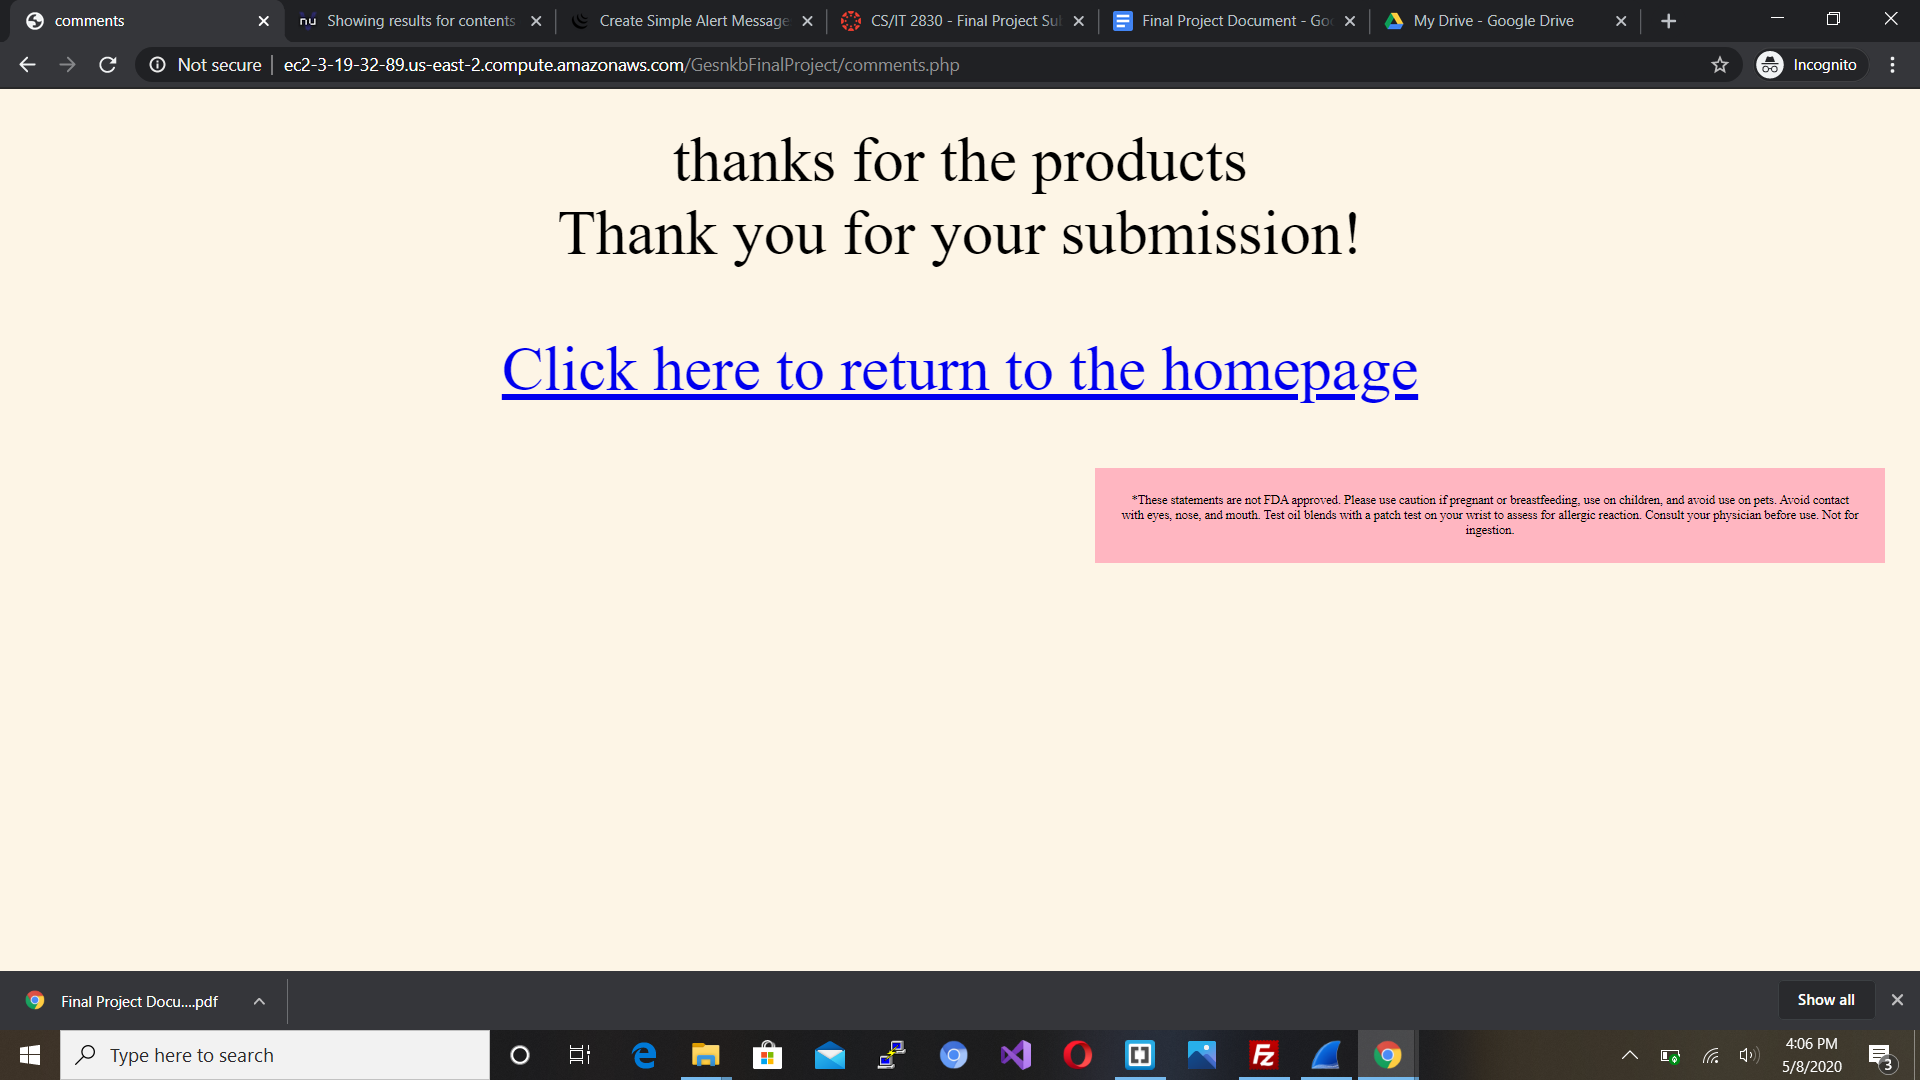 comments
Showing results for contents
Create Simple Alert Message
CS/IT 2830 - Final Project Su
Final Project Document - Goo
My Drive - Google Drive
Not secure
ec2-3-19-32-89.us-east-2.compute.amazonaws.com/GesnkbFinalProject/comments.php
Incognito
thanks for the products
Thank you for your submission!
Click here to return to the homepage
*These statements are not FDA approved. Please use caution if pregnant or breastfeeding, use on children, and avoid use on pets. Avoid contact
with eyes, nose, and mouth. Test oil blends with a patch test on your wrist to assess for allergic reaction. Consult your physician before use. Not for
ingestion.
Final Project Docu....pdf
Show all
Type here to search
4:06 PM
5/8/2020
3